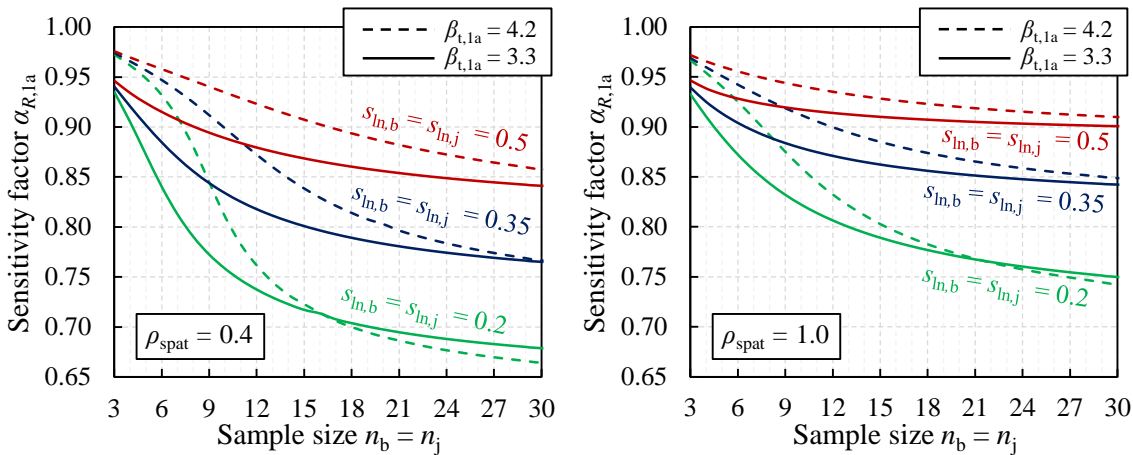 Sensitivity factor α_R,1a
1.00
0.95
0.90
0.85
0.80
0.75
0.70
0.65
β_t,1a = 4.2
β_t,1a = 3.3
s_ln,b = s_ln,j = 0.5
s_ln,b = s_ln,j = 0.35
s_ln,b = s_ln,j = 0.2
ρ_spat = 0.4
3 6 9 12 15 18 21 24 27 30
Sample size n_b = n_j
Sensitivity factor α_R,1a
1.00
0.95
0.90
0.85
0.80
0.75
0.70
0.65
β_t,1a = 4.2
β_t,1a = 3.3
s_ln,b = s_ln,j = 0.5
s_ln,b = s_ln,j = 0.35
s_ln,b = s_ln,j = 0.2
ρ_spat = 1.0
3 6 9 12 15 18 21 24 27 30
Sample size n_b = n_j